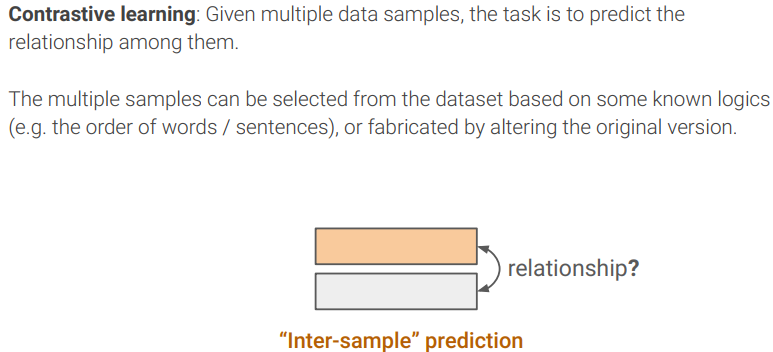 Contrastive learning: Given multiple data samples, the task is to predict the
relationship among them.
The multiple samples can be selected from the dataset based on some known logics
(e.g. the order of words / sentences), or fabricated by altering the original version.
relationship?
“Inter-sample” prediction